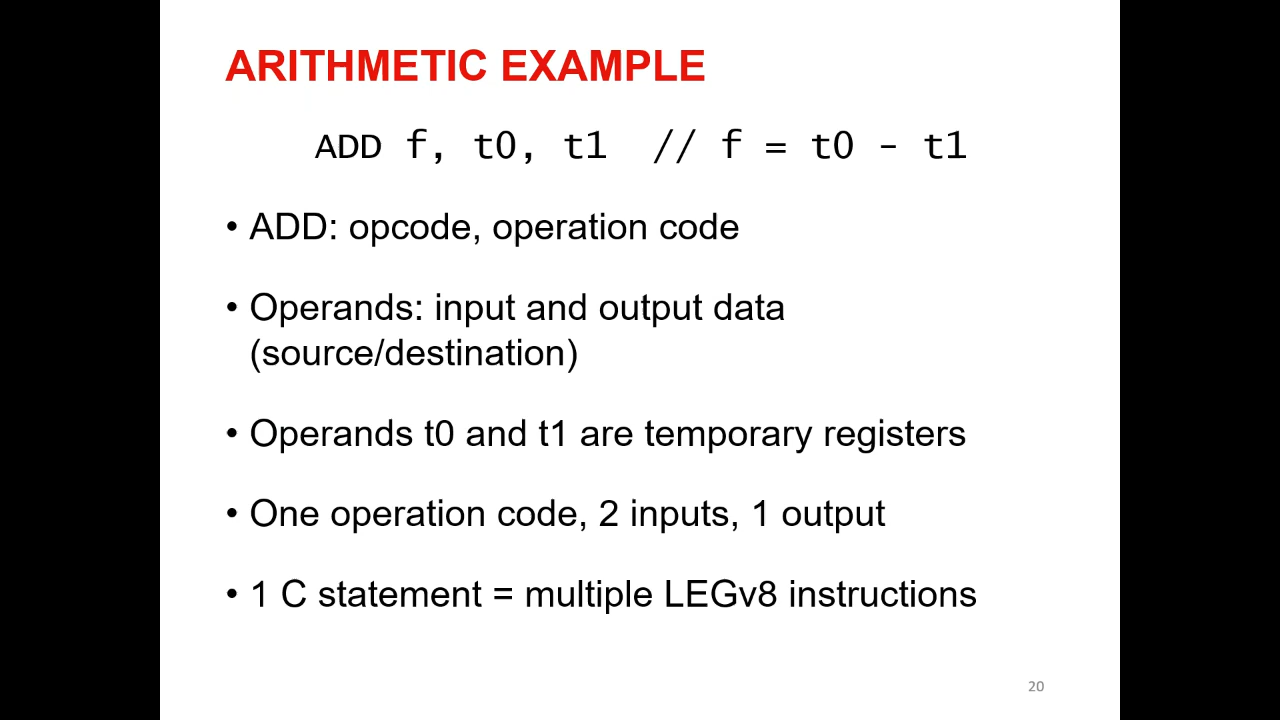 ARITHMETIC EXAMPLE
ADD f, t0, t1 // f = t0 - t1
• ADD: opcode, operation code
• Operands: input and output data
(source/destination)
• Operands t0 and t1 are temporary registers
• One operation code, 2 inputs, 1 output
• 1 C statement = multiple LEGv8 instructions
20